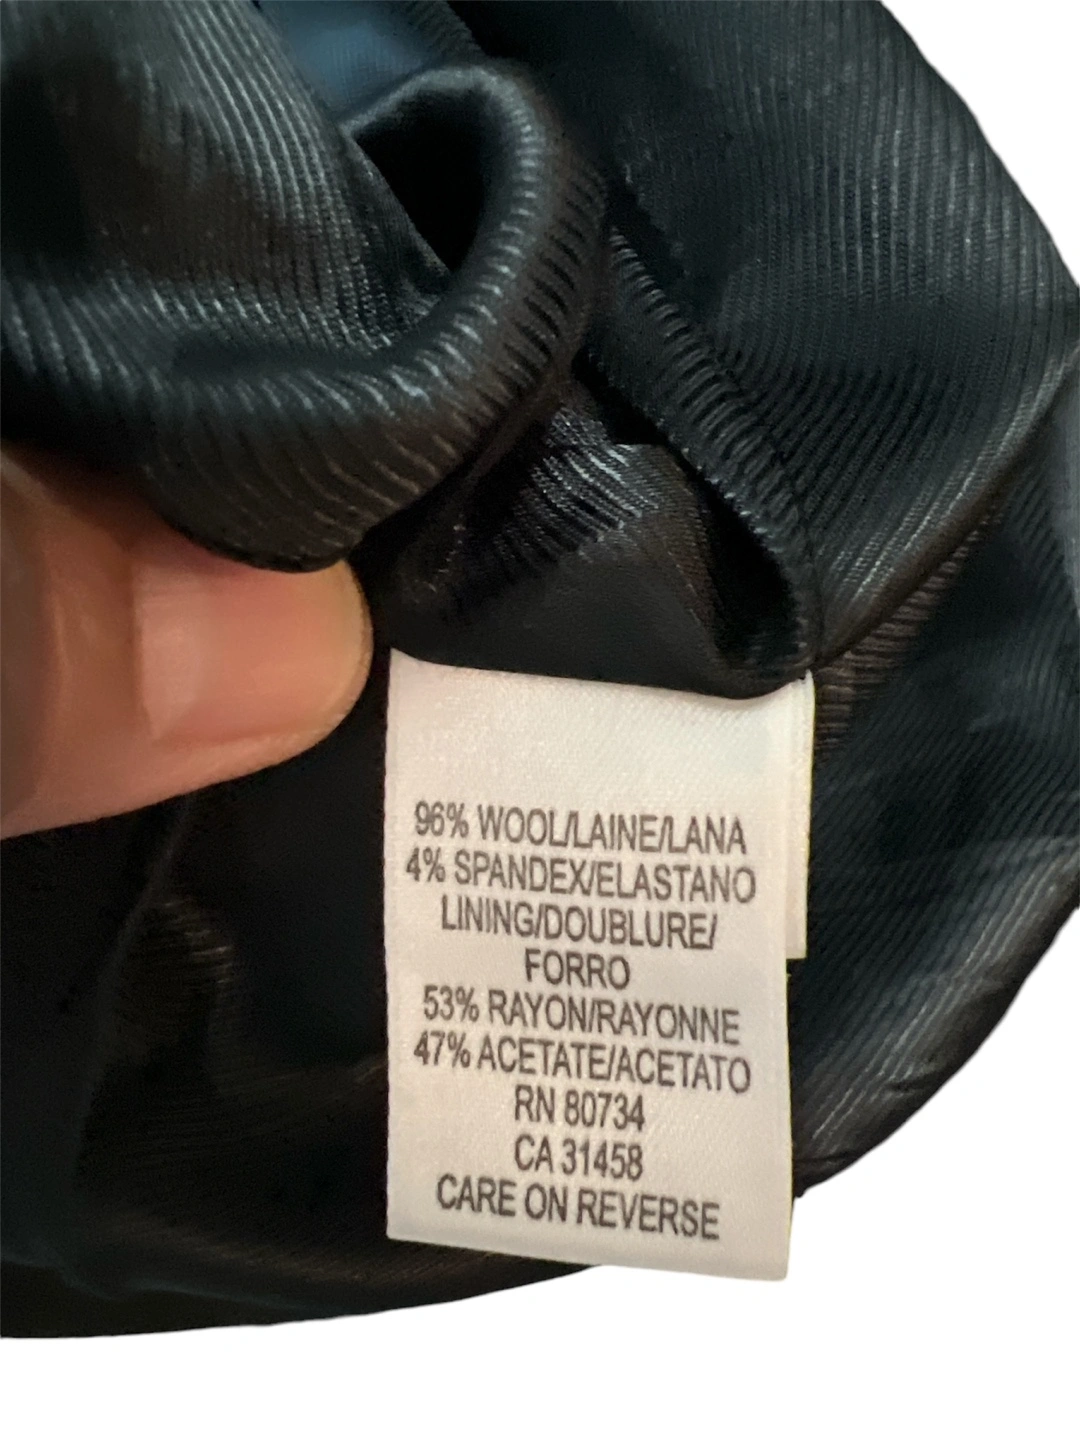 96% WOOL/LAINE/LANA
4% SPANDEX/ELASTANO
LINING/DOUBLURE/
FORRO
53% RAYON/RAYONNE
47% ACETATE/ACETATO
RN 80734
CA 31458
CARE ON REVERSE